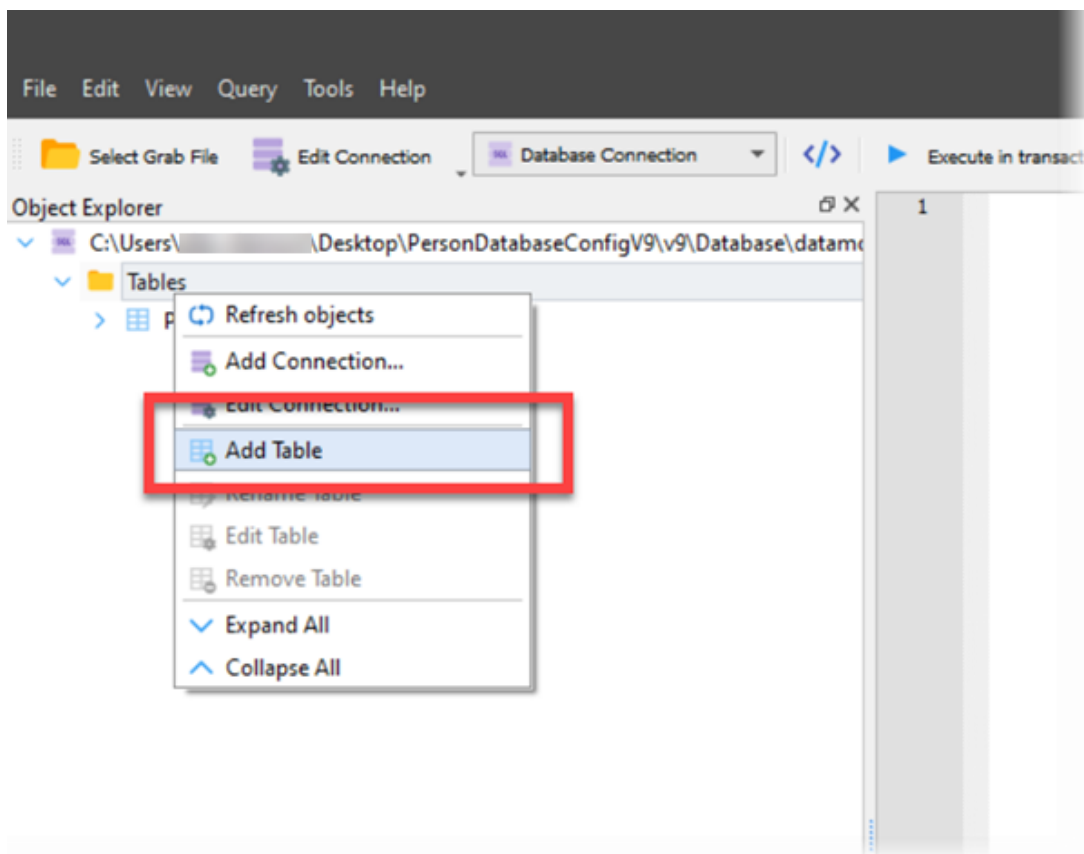 File Edit View Query Tools Help
Select Grab File Edit Connection Database Connection </> Execute in transact
Object Explorer
1
C:\Users\ \Desktop\PersonDatabaseConfigV9\v9\Database\datamo
Tables
P
Refresh objects
Add Connection...
Edit Connection...
Add Table
Rename Table
Edit Table
Remove Table
Expand All
Collapse All